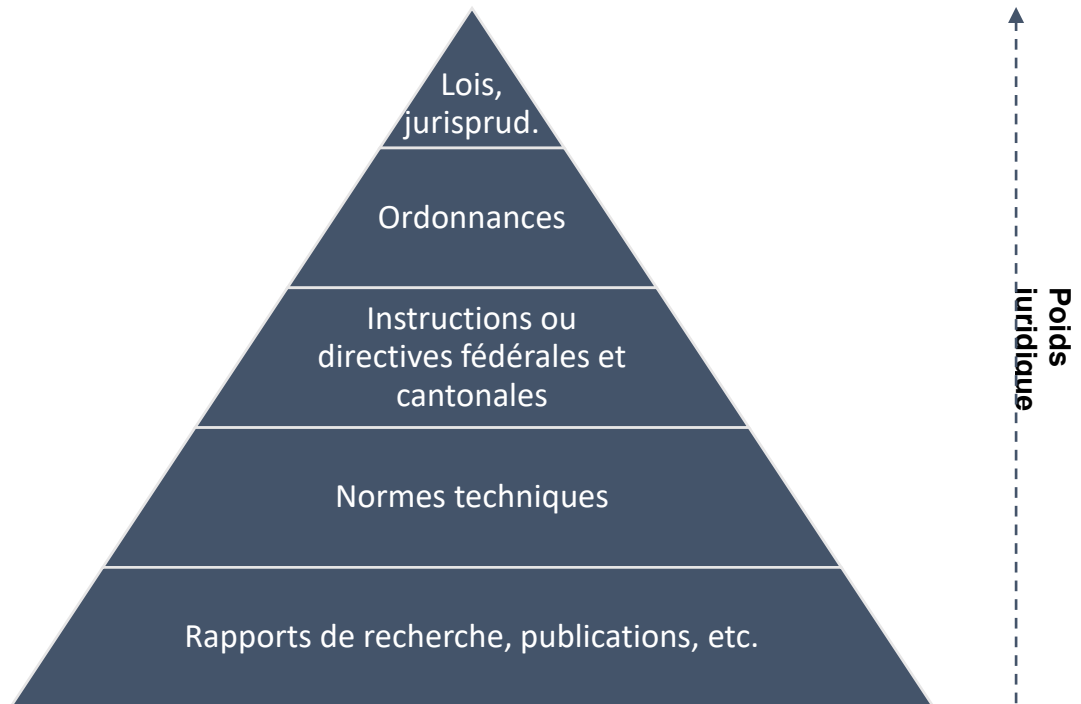 Lois,
jurisprud.
Ordonnances
Instructions ou
directives fédérales et
cantonales
Normes techniques
Rapports de recherche, publications, etc.
Poids
juridique